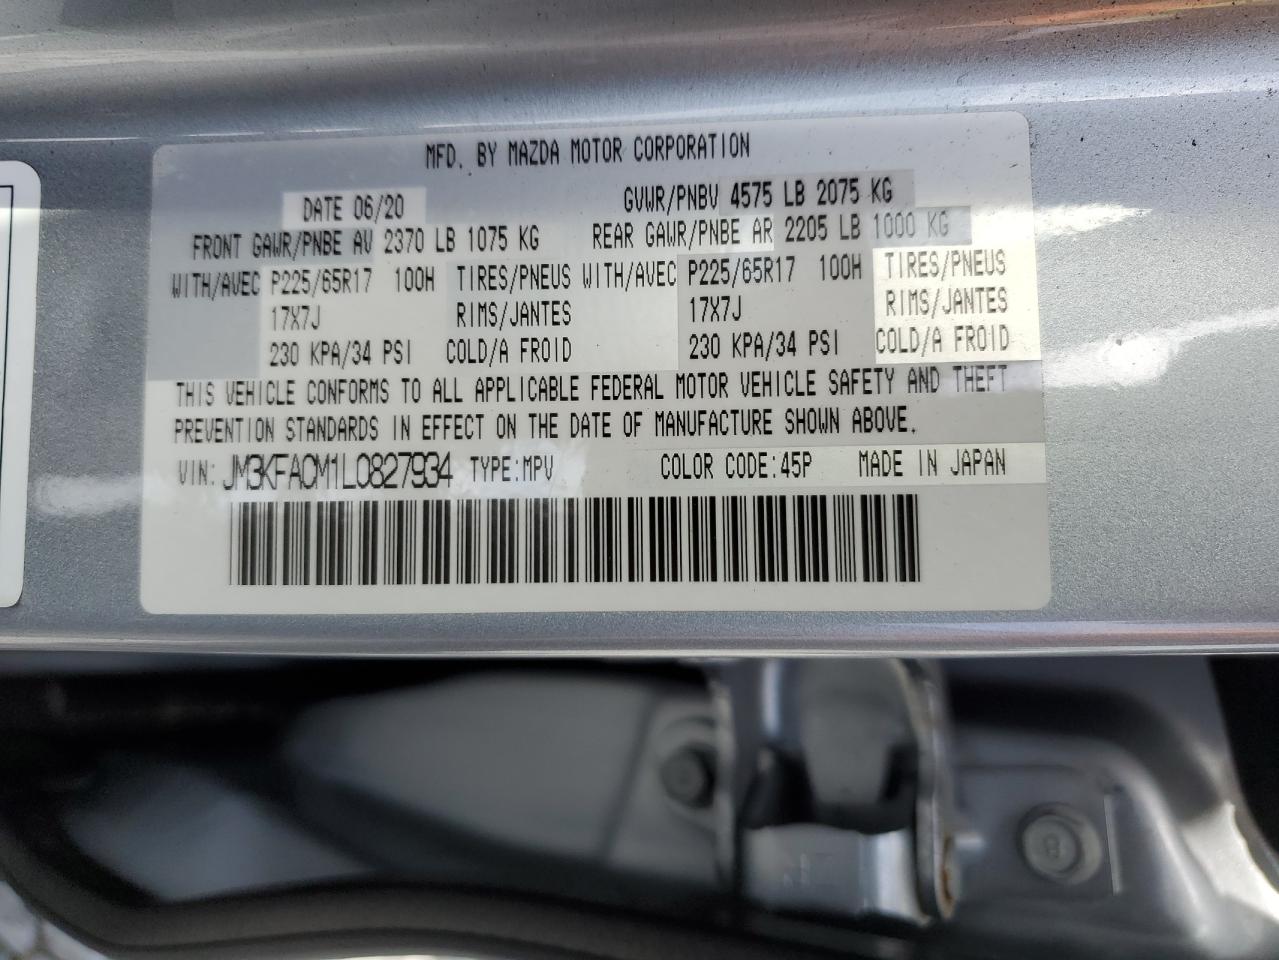 MFD. BY MAZDA MOTOR CORPORATION
DATE 06/20 GVWR/PNBV 4575 LB 2075 KG
FRONT GAWR/PNBE AV 2370 LB 1075 KG REAR GAWR/PNBE AR 2205 LB 1000 KG
WITH/AVEC P225/65R17 100H TIRES/PNEUS WITH/AVEC P225/65R17 100H TIRES/PNEUS
17X7J RIMS/JANTES 17X7J RIMS/JANTES
230 KPA/34 PSI COLD/A FROID 230 KPA/34 PSI COLD/A FROID
THIS VEHICLE CONFORMS TO ALL APPLICABLE FEDERAL MOTOR VEHICLE SAFETY AND THEFT
PREVENTION STANDARDS IN EFFECT ON THE DATE OF MANUFACTURE SHOWN ABOVE.
VIN: JM3KFACM1L0827934 TYPE:MPV COLOR CODE:45P MADE IN JAPAN
8